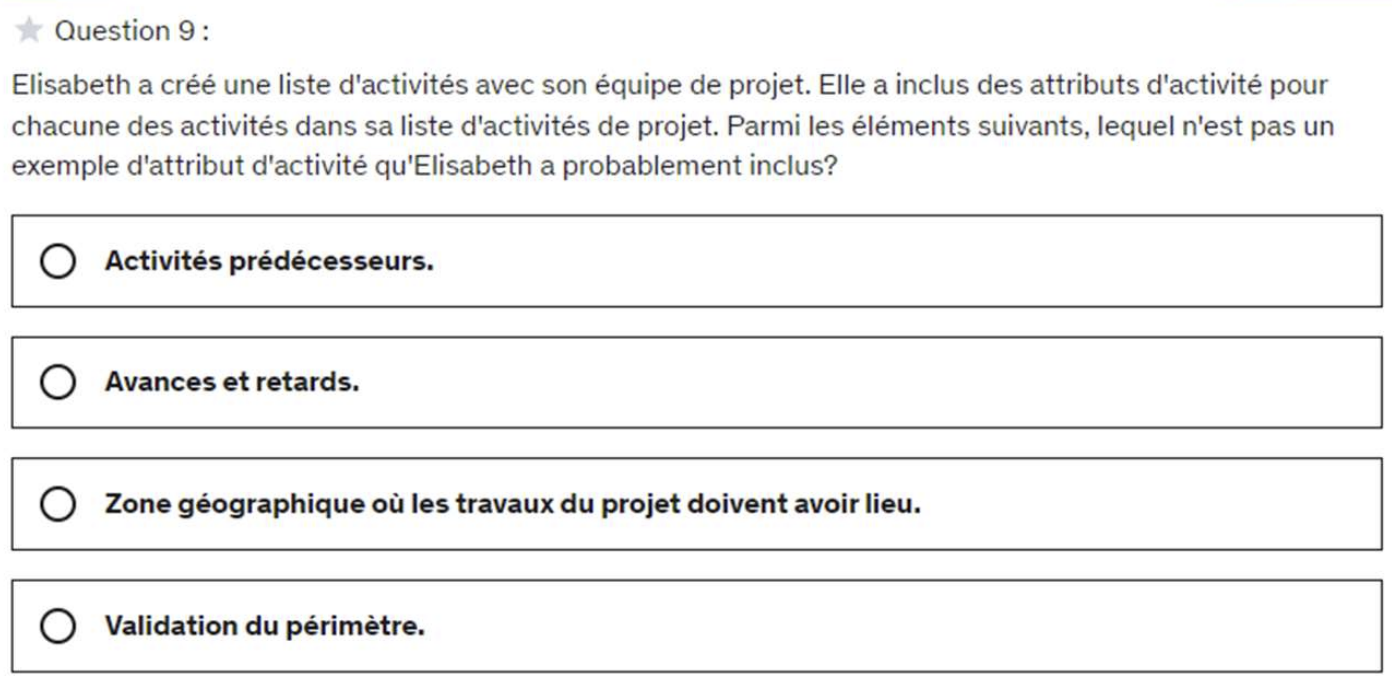 Question 9 :
Elisabeth a créé une liste d'activités avec son équipe de projet. Elle a inclus des attributs d'activité pour
chacune des activités dans sa liste d'activités de projet. Parmi les éléments suivants, lequel n'est pas un
exemple d'attribut d'activité qu'Elisabeth a probablement inclus?
Activités prédécesseurs.
Avances et retards.
Zone géographique où les travaux du projet doivent avoir lieu.
Validation du périmètre.